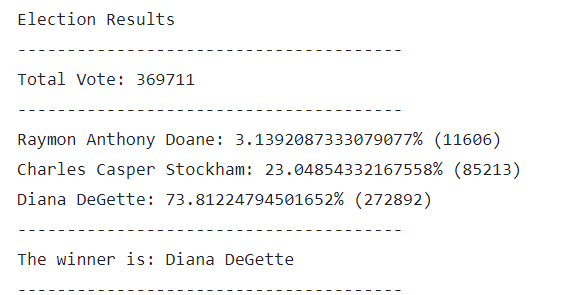 Election Results
---------------------------------------
Total Vote: 369711
---------------------------------------
Raymon Anthony Doane: 3.1392087333079077% (11606)
Charles Casper Stockham: 23.04854332167558% (85213)
Diana DeGette: 73.81224794501652% (272892)
---------------------------------------
The winner is: Diana DeGette
---------------------------------------